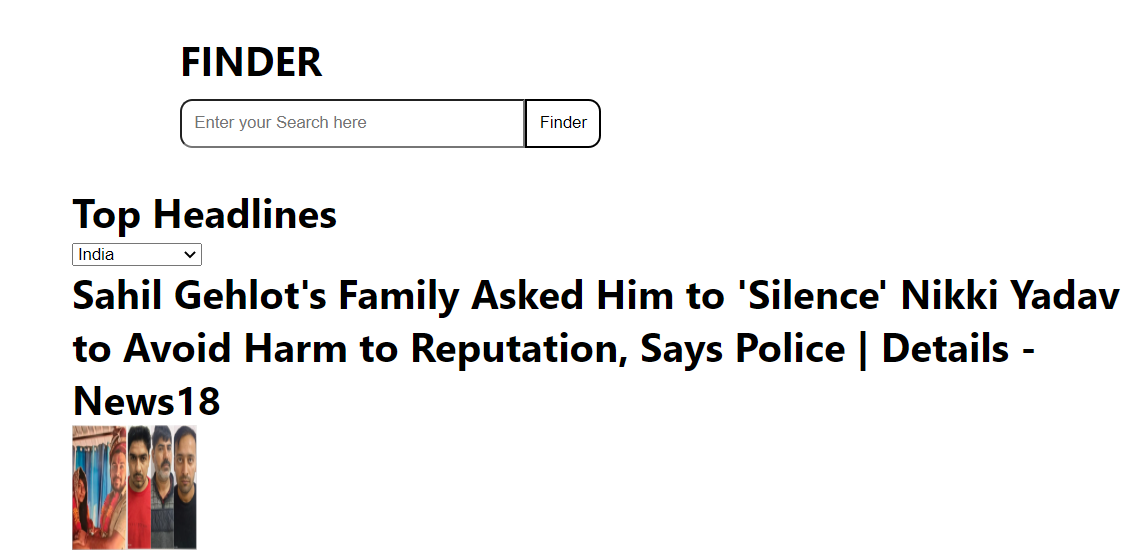 FINDER
Enter your Search here
Finder
Top Headlines
India
Sahil Gehlot's Family Asked Him to 'Silence' Nikki Yadav
to Avoid Harm to Reputation, Says Police | Details -
News18